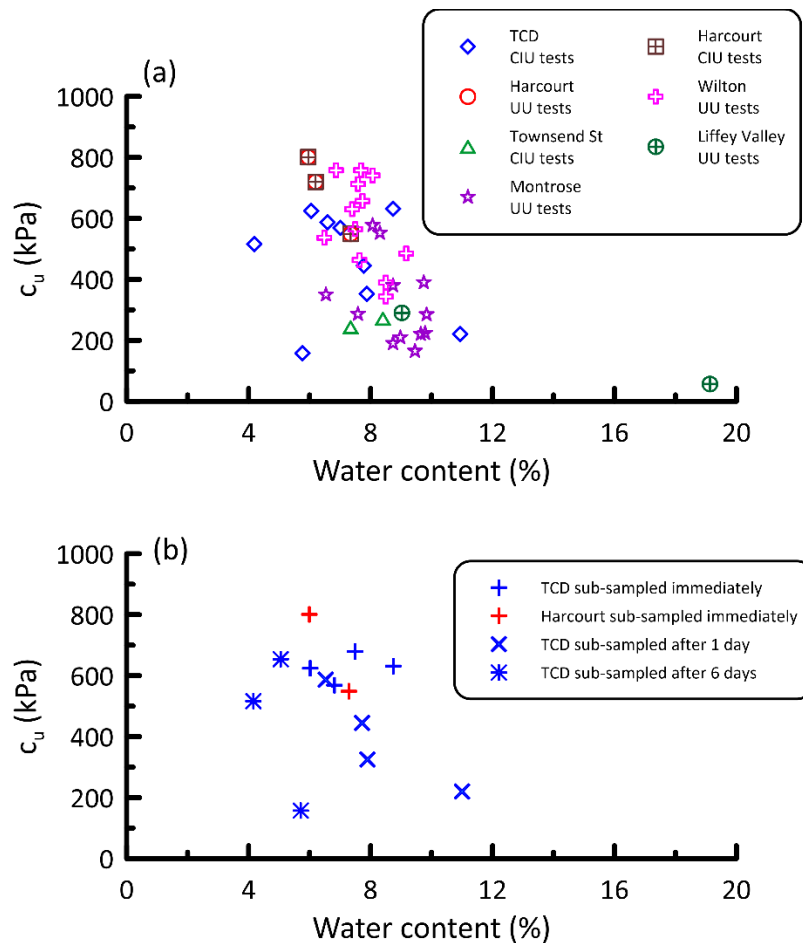 (a)
TCD
CIU tests
Harcourt
CIU tests
Harcourt
UU tests
Wilton
UU tests
Townsend St
CIU tests
Liffey Valley
UU tests
Montrose
UU tests
1000
800
600
400
200
0
cu (kPa)
0 4 8 12 16 20
Water content (%)
(b)
TCD sub-sampled immediately
Harcourt sub-sampled immediately
TCD sub-sampled after 1 day
TCD sub-sampled after 6 days
1000
800
600
400
200
0
cu (kPa)
0 4 8 12 16 20
Water content (%)